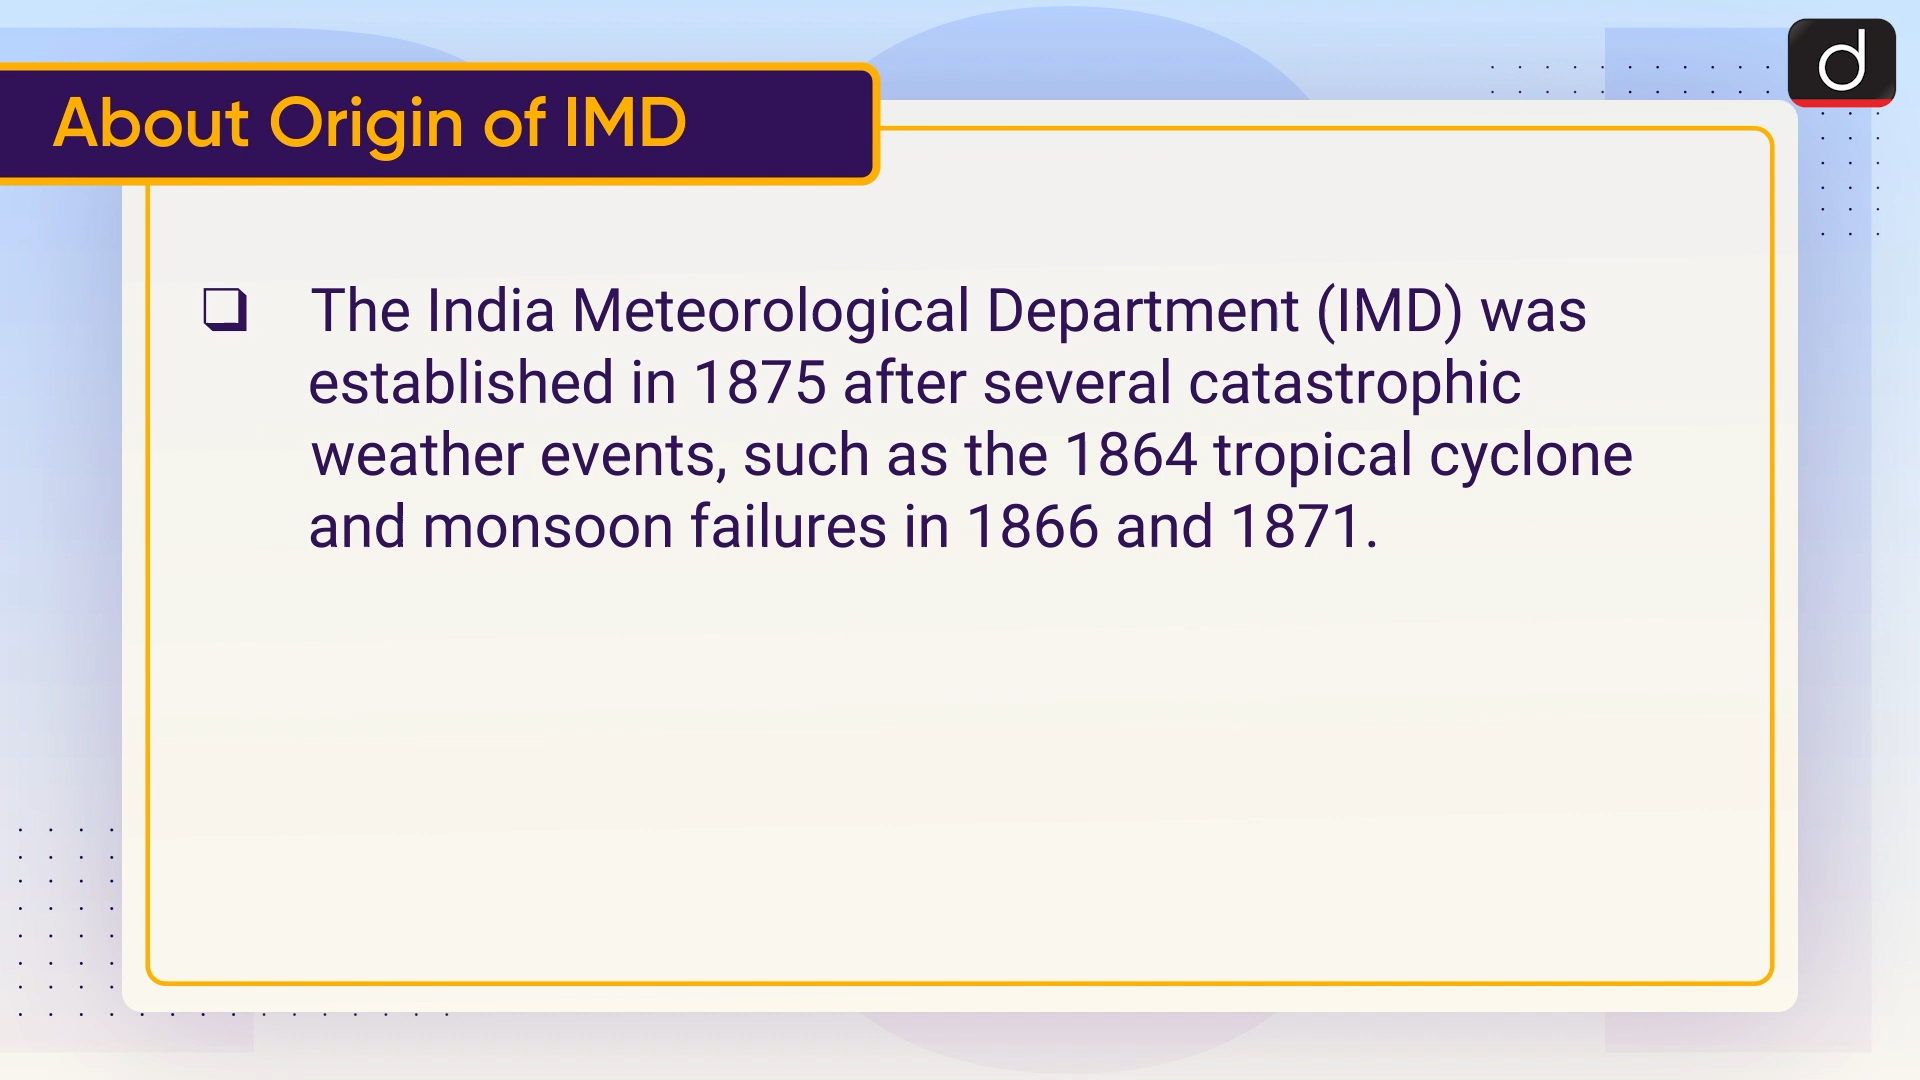 About Origin of IMD
d
❑ The India Meteorological Department (IMD) was
established in 1875 after several catastrophic
weather events, such as the 1864 tropical cyclone
and monsoon failures in 1866 and 1871.